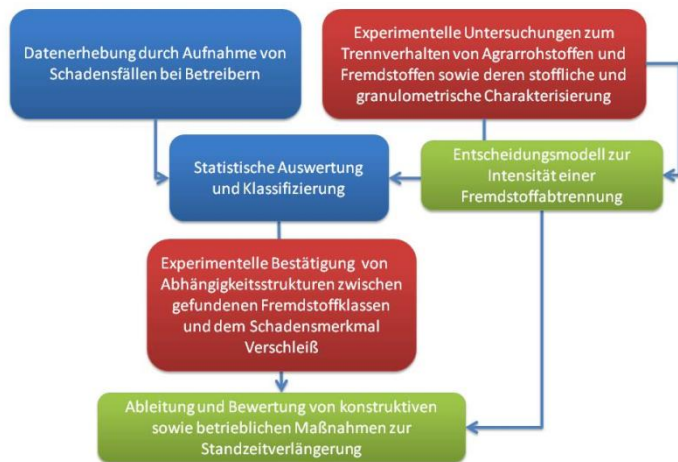 Datenerhebung durch Aufnahme von
Schadensfällen bei Betreibern
Experimentelle Untersuchungen zum
Trennverhalten von Agrarrohstoffen und
Fremdstoffen sowie deren stoffliche und
granulometrische Charakterisierung
Statistische Auswertung
und Klassifizierung
Entscheidungsmodell zur
Intensität einer
Fremdstoffabtrennung
Experimentelle Bestätigung von
Abhängigkeitsstrukturen zwischen
gefundenen Fremdstoffklassen
und dem Schadensmerkmal
Verschleiß
Ableitung und Bewertung von konstruktiven
sowie betrieblichen Maßnahmen zur
Standzeitverlängerung